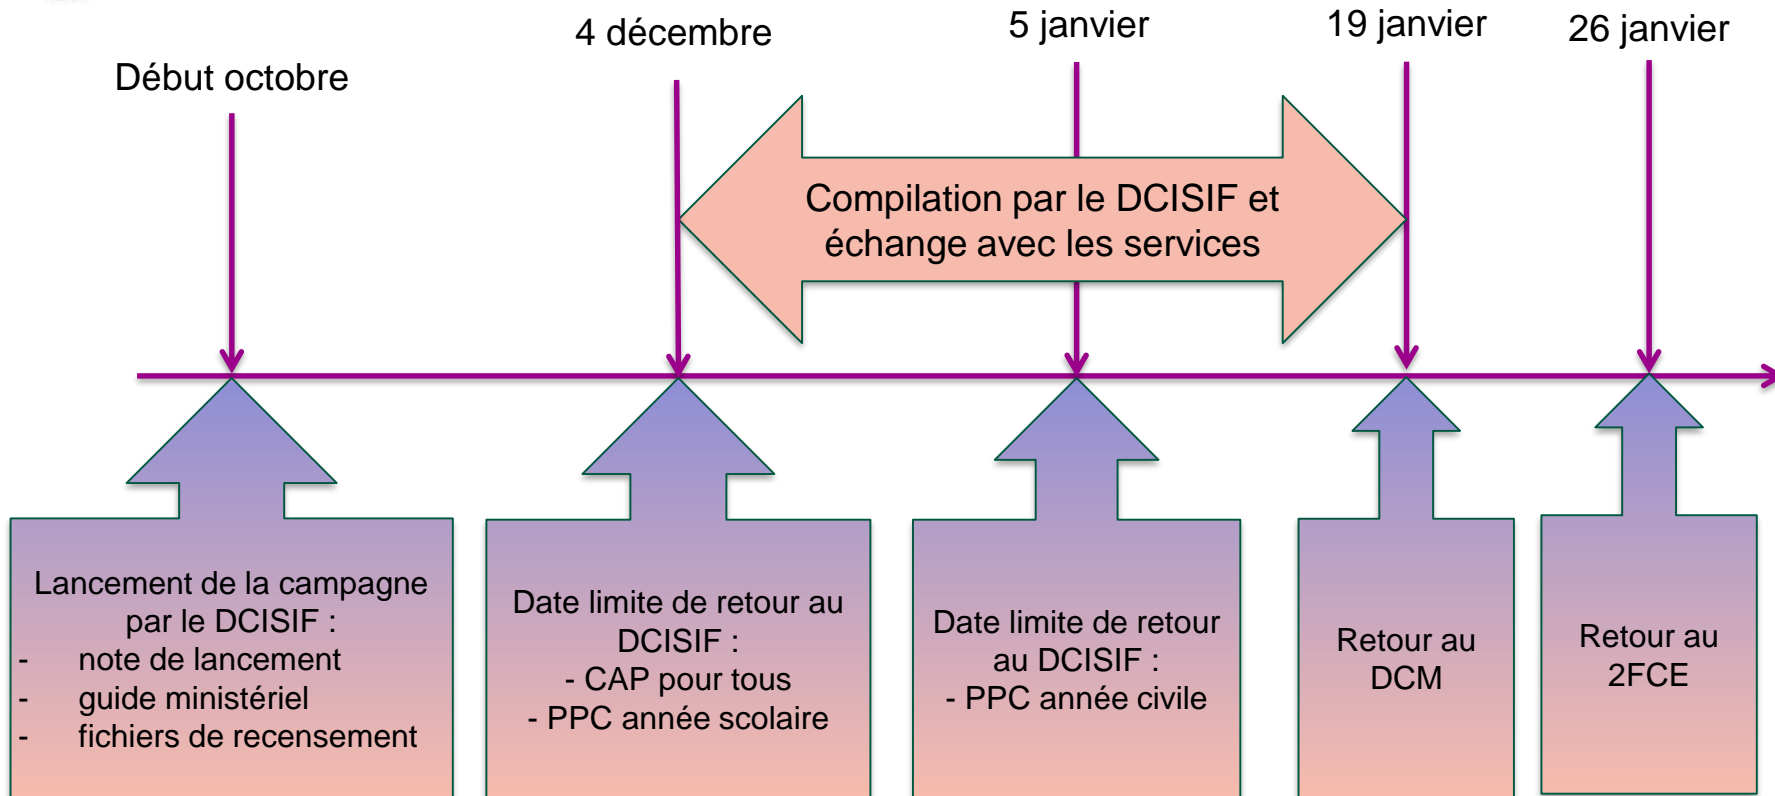 Début octobre
4 décembre
5 janvier
19 janvier
26 janvier
Compilation par le DCISIF et
échange avec les services
Lancement de la campagne
par le DCISIF :
- note de lancement
- guide ministériel
- fichiers de recensement
Date limite de retour au
DCISIF :
- CAP pour tous
- PPC année scolaire
Date limite de retour
au DCISIF :
- PPC année civile
Retour au
DCM
Retour au
2FCE